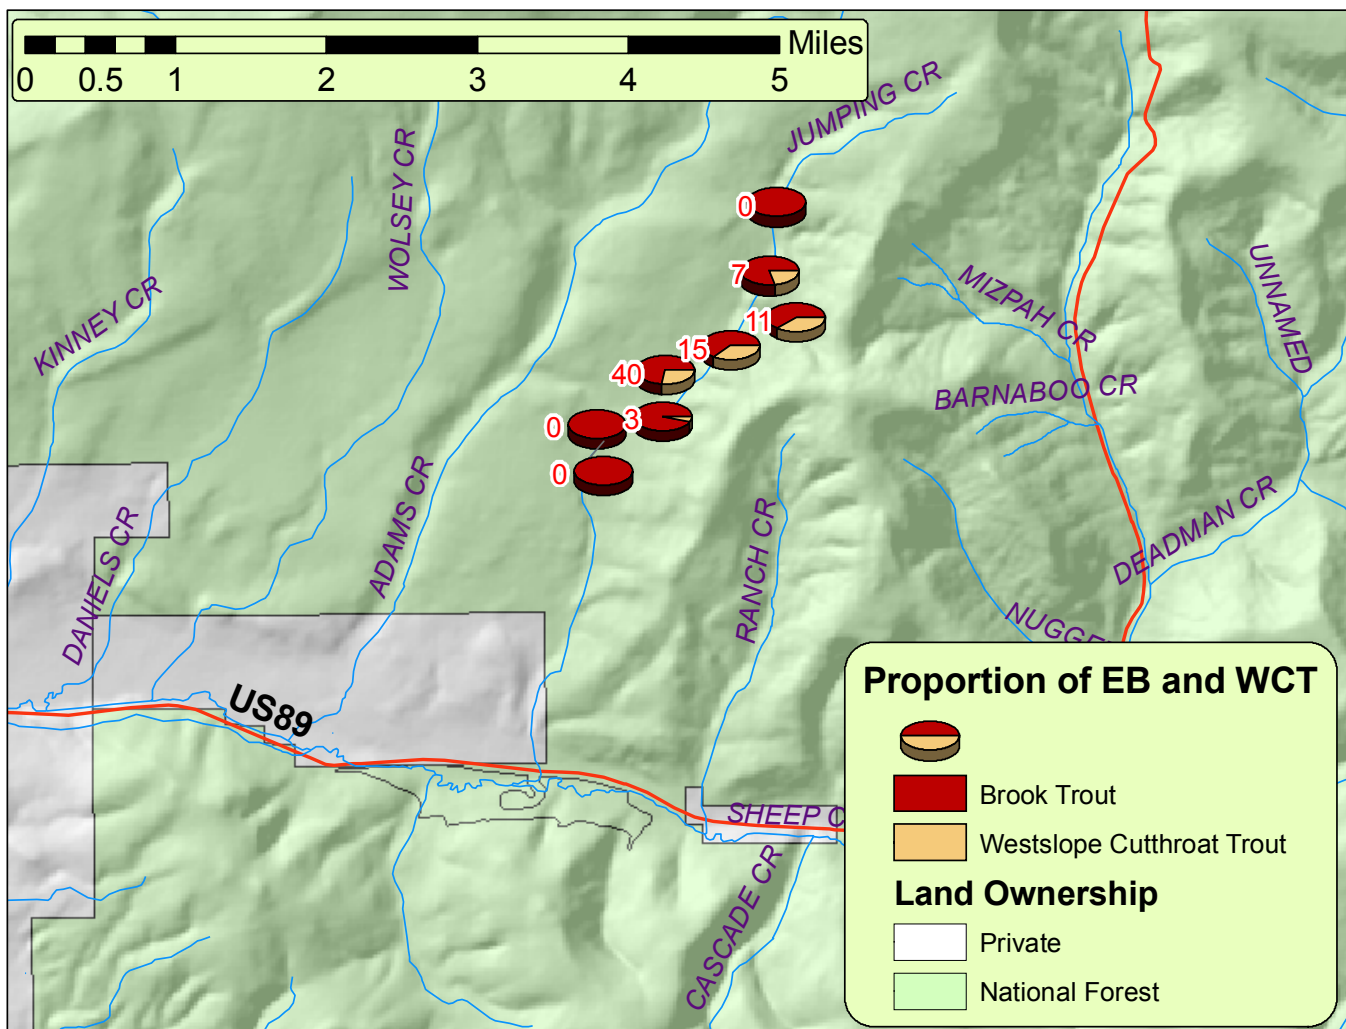 Miles
0 0.5 1 2 3 4 5
JUMPING CR
WOLSEY CR
KINNEY CR
0
7
11
15
40
3
0
0
MIZPAH CR
UNNAMED
BARNABOO CR
ADAMS CR
DANIELS CR
RANCH CR
DEADMAN CR
US89
SHEEP C
CASCADE CR
Proportion of EB and WCT
Brook Trout
Westslope Cutthroat Trout
Land Ownership
Private
National Forest